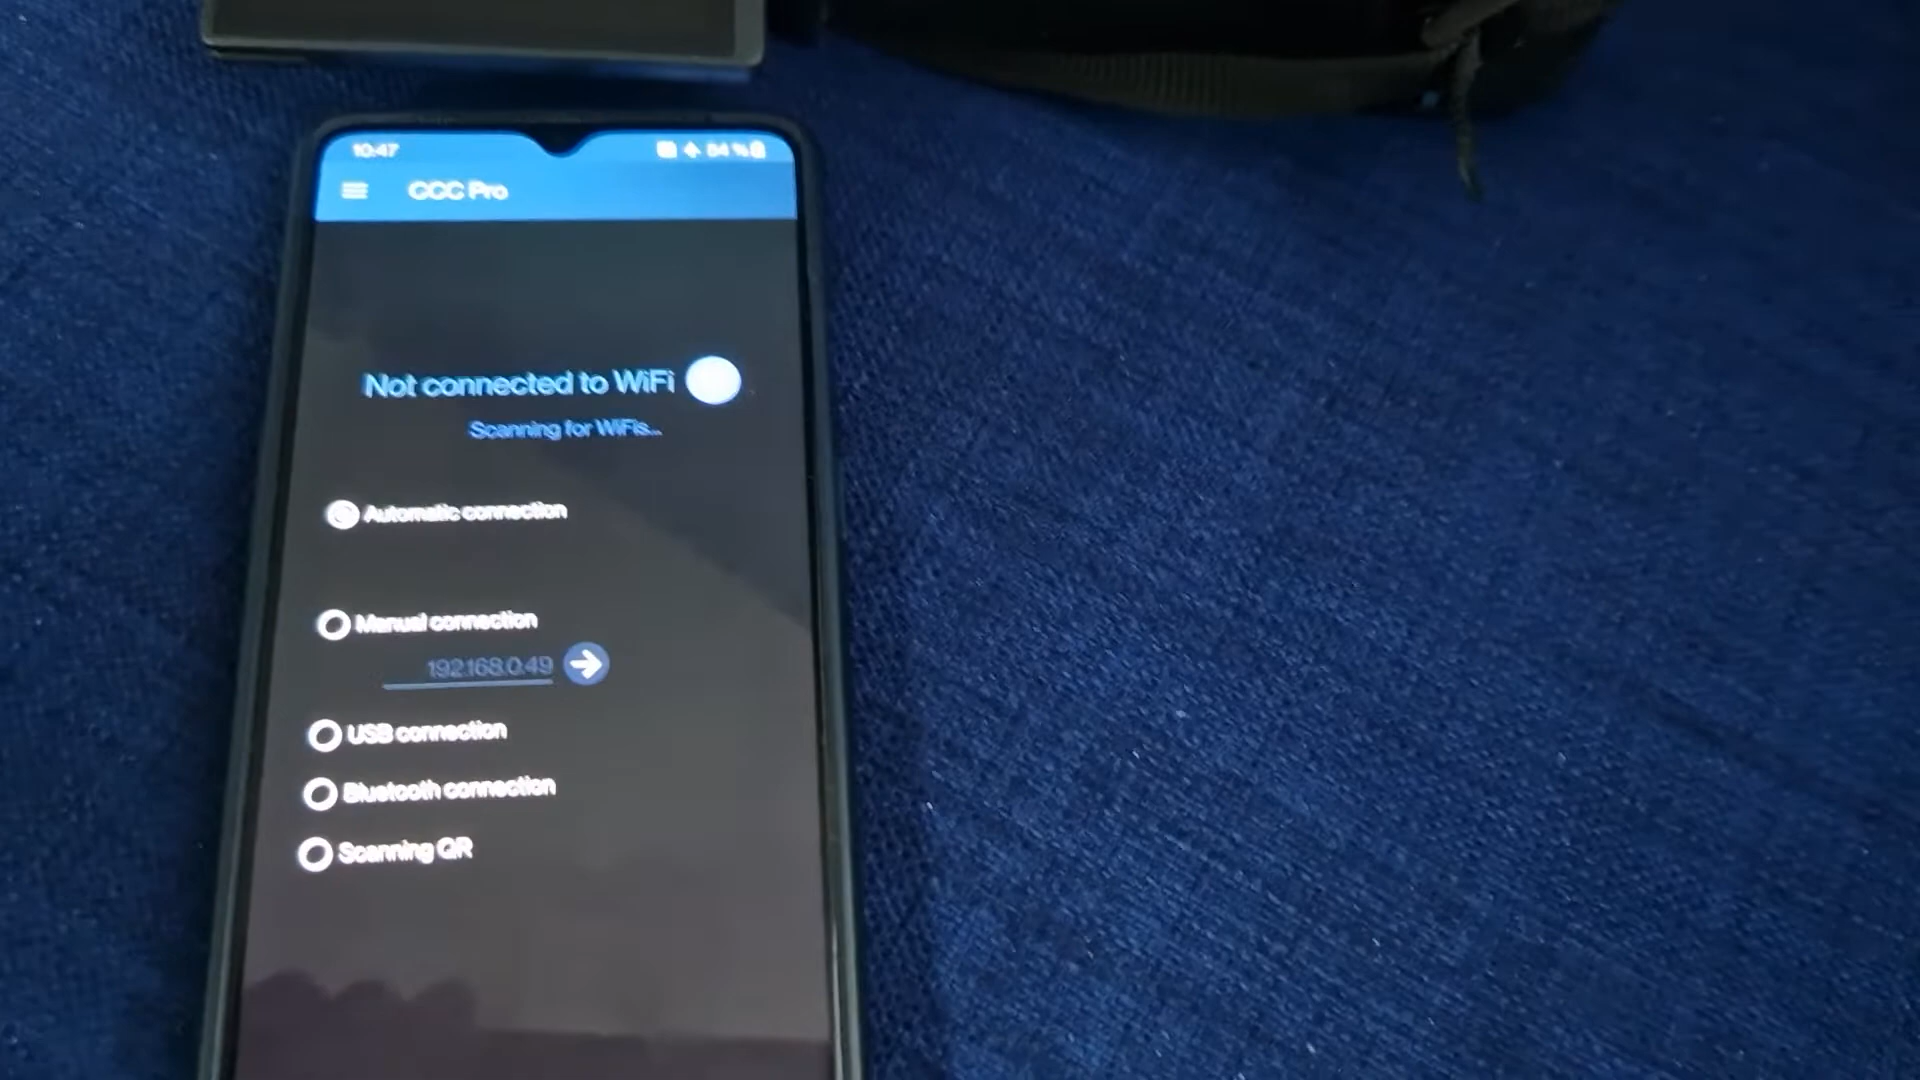 10:47
84 %
CCC Pro
Not connected to WiFi
Scanning for WiFis...
Automatic connection
Manual connection
192.168.0.49
USB connection
Bluetooth connection
Scanning QR